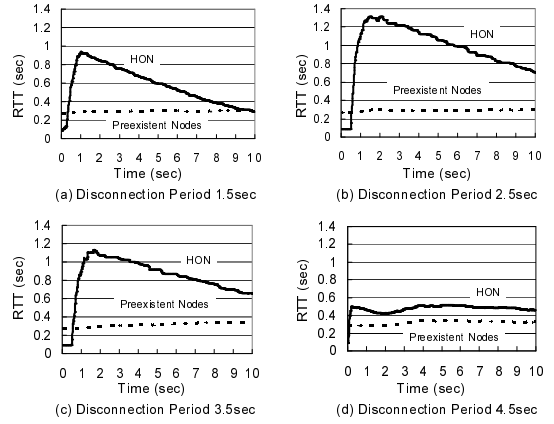 1.4
1.2
1
0.8
0.6
0.4
0.2
0
RTT (sec)
HON
Preexistent Nodes
0 1 2 3 4 5 6 7 8 9 10
Time (sec)
(a) Disconnection Period 1.5sec
1.4
1.2
1
0.8
0.6
0.4
0.2
0
RTT (sec)
HON
Preexistent Nodes
0 1 2 3 4 5 6 7 8 9 10
Time (sec)
(b) Disconnection Period 2.5sec
1.4
1.2
1
0.8
0.6
0.4
0.2
0
RTT (sec)
HON
Preexistent Nodes
0 1 2 3 4 5 6 7 8 9 10
Time (sec)
(c) Disconnection Period 3.5sec
1.4
1.2
1
0.8
0.6
0.4
0.2
0
RTT (sec)
HON
Preexistent Nodes
0 1 2 3 4 5 6 7 8 9 10
Time (sec)
(d) Disconnection Period 4.5sec